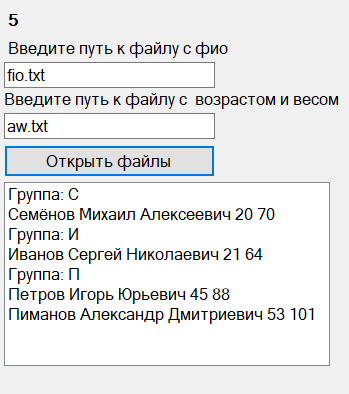 5
Введите путь к файлу с фио
fio.txt
Введите путь к файлу с  возрастом и весом
aw.txt
Открыть файлы
Группа: С
Семёнов Михаил Алексеевич 20 70
Группа: И
Иванов Сергей Николаевич 21 64
Группа: П
Петров Игорь Юрьевич 45 88
Пиманов Александр Дмитриевич 53 101